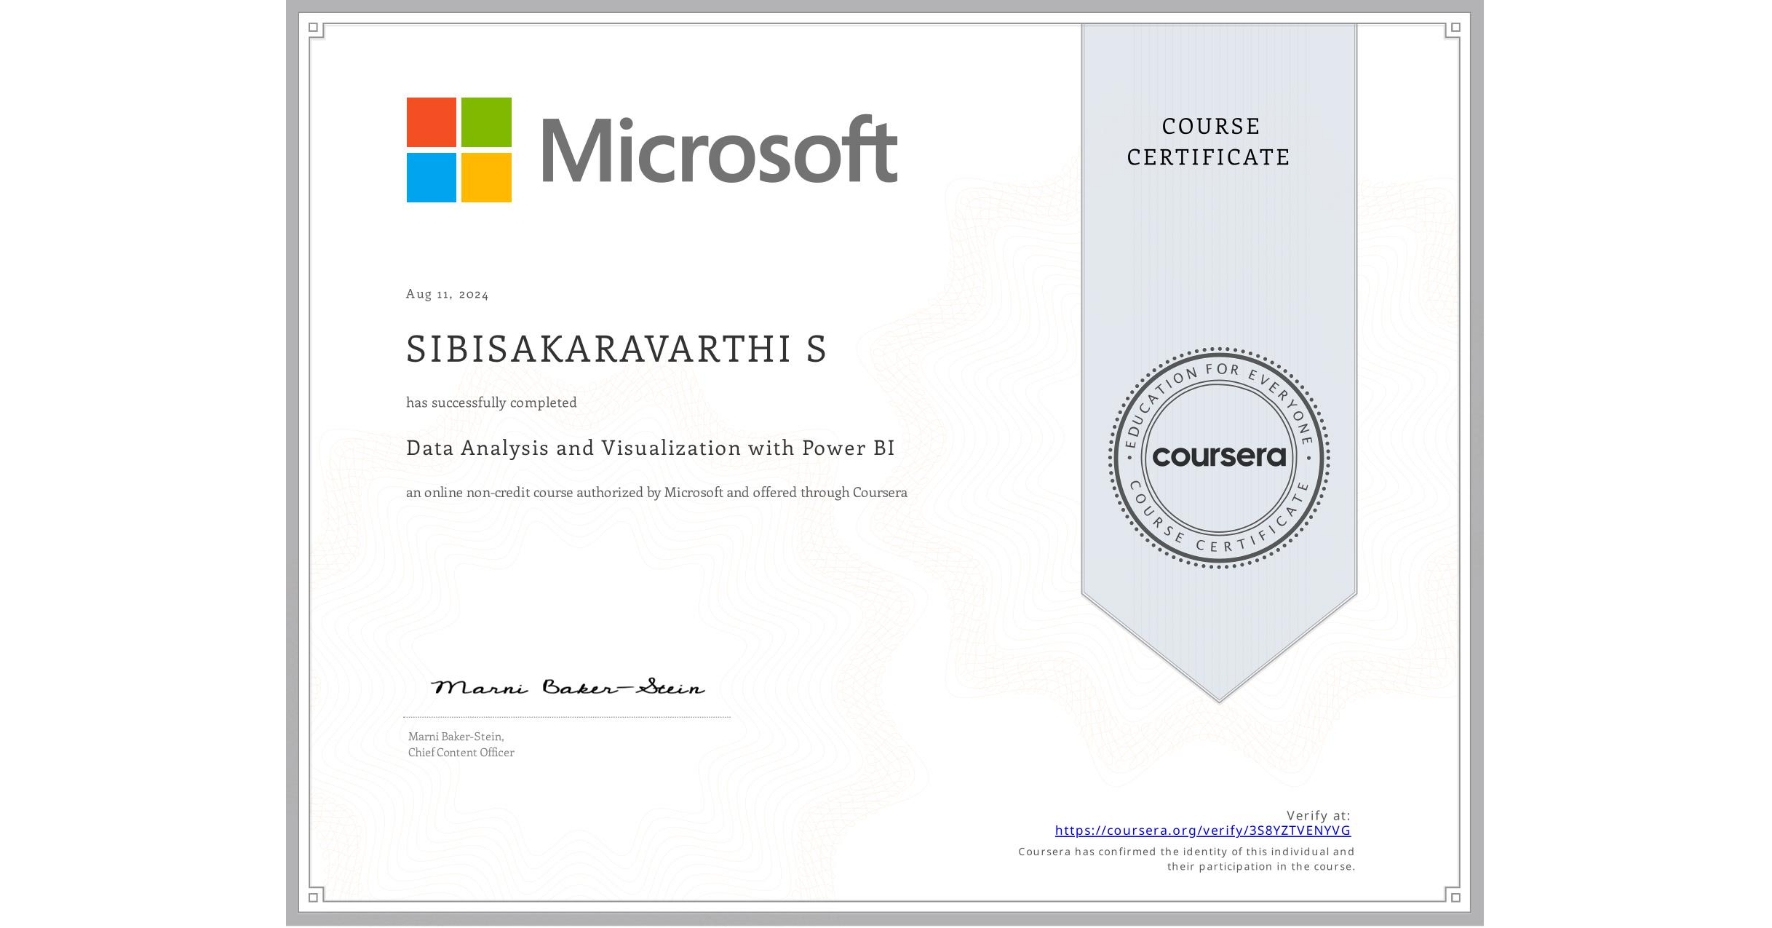 Microsoft
COURSE
CERTIFICATE
Aug 11, 2024
SIBISAKARAVARTHI S
has successfully completed
Data Analysis and Visualization with Power BI
an online non-credit course authorized by Microsoft and offered through Coursera
EDUCATION FOR EVERYONE
coursera
COURSE CERTIFICATE
Marni Baker-Stein
Marni Baker-Stein,
Chief Content Officer
Verify at:
https://coursera.org/verify/3S8YZTVENYVG
Coursera has confirmed the identity of this individual and
their participation in the course.